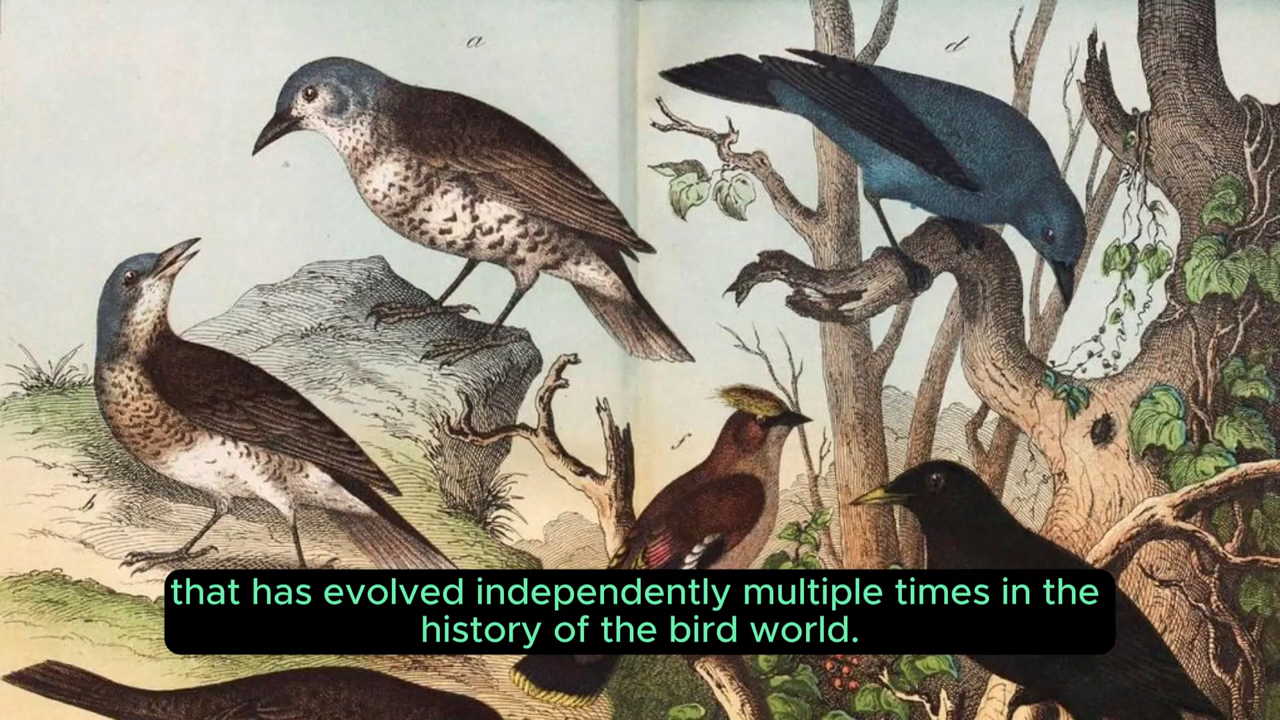 a
d
f
b
that has evolved independently multiple times in the
history of the bird world.